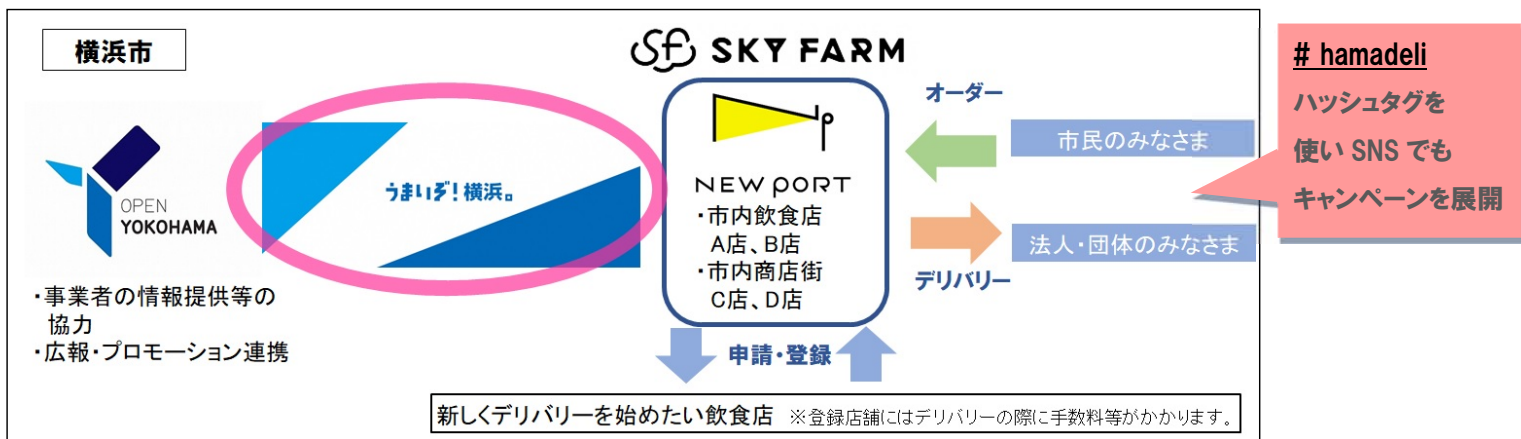 横浜市
OPEN
YOKOHAMA
・事業者の情報提供等の
協力
・広報・プロモーション連携
うまいぞ!横浜。
sf SKY FARM
NEW PORT
・市内飲食店
A店、B店
・市内商店街
C店、D店
オーダー
デリバリー
市民のみなさま
法人・団体のみなさま
# hamadeli
ハッシュタグを
使い SNS でも
キャンペーンを展開
申請・登録
新しくデリバリーを始めたい飲食店 ※登録店舗にはデリバリーの際に手数料等がかかります。